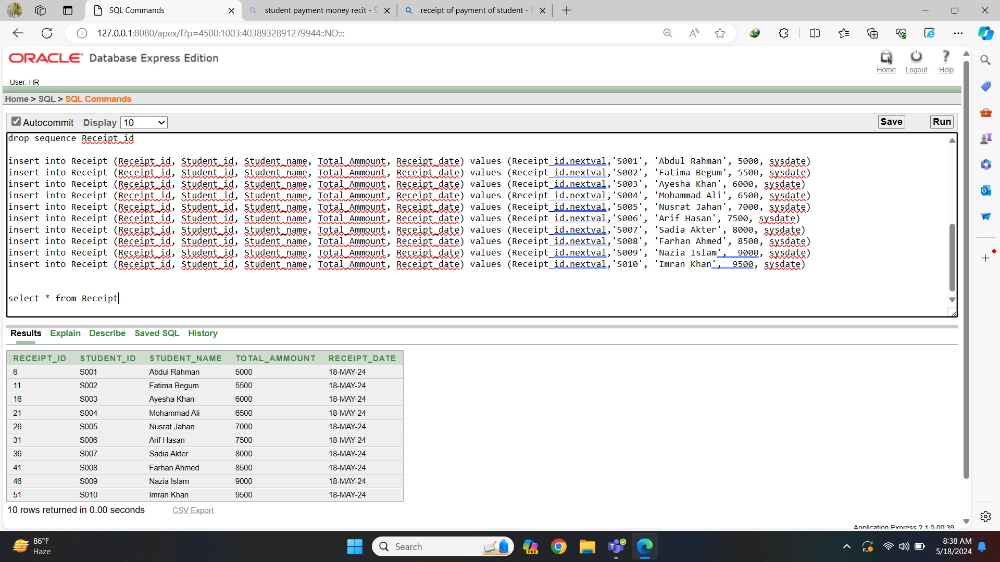 SQL Commands
student payment money recit - S
receipt of payment of student - S
127.0.0.1:8080/apex/f?p=4500:1003:4038932891279944::NO:::
ORACLE Database Express Edition
Home
Logout
Help
User: HR
Home > SQL > SQL Commands
Autocommit Display 10
Save
Run
drop sequence Receipt_id
insert into Receipt (Receipt_id, Student_id, Student_name, Total_Ammount, Receipt_date) values (Receipt_id.nextval,'S001', 'Abdul Rahman', 5000, sysdate)
insert into Receipt (Receipt_id, Student_id, Student_name, Total_Ammount, Receipt_date) values (Receipt_id.nextval,'S002', 'Fatima Begum', 5500, sysdate)
insert into Receipt (Receipt_id, Student_id, Student_name, Total_Ammount, Receipt_date) values (Receipt_id.nextval,'S003', 'Ayesha Khan', 6000, sysdate)
insert into Receipt (Receipt_id, Student_id, Student_name, Total_Ammount, Receipt_date) values (Receipt_id.nextval,'S004', 'Mohammad Ali', 6500, sysdate)
insert into Receipt (Receipt_id, Student_id, Student_name, Total_Ammount, Receipt_date) values (Receipt_id.nextval,'S005', 'Nusrat Jahan', 7000, sysdate)
insert into Receipt (Receipt_id, Student_id, Student_name, Total_Ammount, Receipt_date) values (Receipt_id.nextval,'S006', 'Arif Hasan', 7500, sysdate)
insert into Receipt (Receipt_id, Student_id, Student_name, Total_Ammount, Receipt_date) values (Receipt_id.nextval,'S007', 'Sadia Akter', 8000, sysdate)
insert into Receipt (Receipt_id, Student_id, Student_name, Total_Ammount, Receipt_date) values (Receipt_id.nextval,'S008', 'Farhan Ahmed', 8500, sysdate)
insert into Receipt (Receipt_id, Student_id, Student_name, Total_Ammount, Receipt_date) values (Receipt_id.nextval,'S009', 'Nazia Islam',  9000, sysdate)
insert into Receipt (Receipt_id, Student_id, Student_name, Total_Ammount, Receipt_date) values (Receipt_id.nextval,'S010', 'Imran Khan',  9500, sysdate)
select * from Receipt
Results Explain Describe Saved SQL History
RECEIPT_ID STUDENT_ID STUDENT_NAME TOTAL_AMMOUNT RECEIPT_DATE
6 S001 Abdul Rahman 5000 18-MAY-24
11 S002 Fatima Begum 5500 18-MAY-24
16 S003 Ayesha Khan 6000 18-MAY-24
21 S004 Mohammad Ali 6500 18-MAY-24
26 S005 Nusrat Jahan 7000 18-MAY-24
31 S006 Arif Hasan 7500 18-MAY-24
36 S007 Sadia Akter 8000 18-MAY-24
41 S008 Farhan Ahmed 8500 18-MAY-24
46 S009 Nazia Islam 9000 18-MAY-24
51 S010 Imran Khan 9500 18-MAY-24
10 rows returned in 0.00 seconds
CSV Export
Application Express 2.1.0.00.39
86°F
Haze
Search
PRE
8:38 AM
5/18/2024